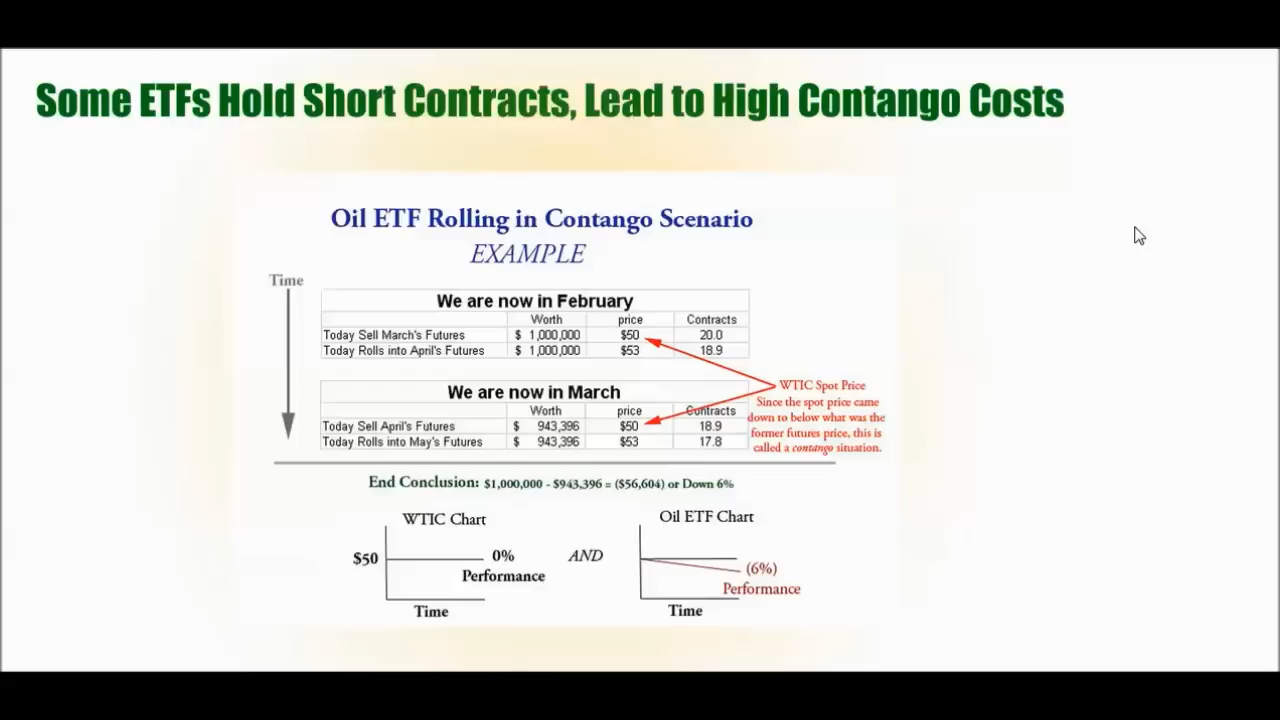 Some ETFs Hold Short Contracts, Lead to High Contango Costs
Oil ETF Rolling in Contango Scenario
EXAMPLE
Time
We are now in February
Worth price Contracts
Today Sell March's Futures $ 1,000,000 $50 20.0
Today Rolls into April's Futures $ 1,000,000 $53 18.9
We are now in March
Worth price Contracts
Today Sell April's Futures $ 943,396 $50 18.9
Today Rolls into May's Futures $ 943,396 $53 17.8
WTIC Spot Price
Since the spot price came
down to below what was the
former futures price, this is
called a contango situation.
End Conclusion: $1,000,000 - $943,396 = ($56,604) or Down 6%
WTIC Chart
$50
0%
Performance
Time
AND
Oil ETF Chart
(6%)
Performance
Time